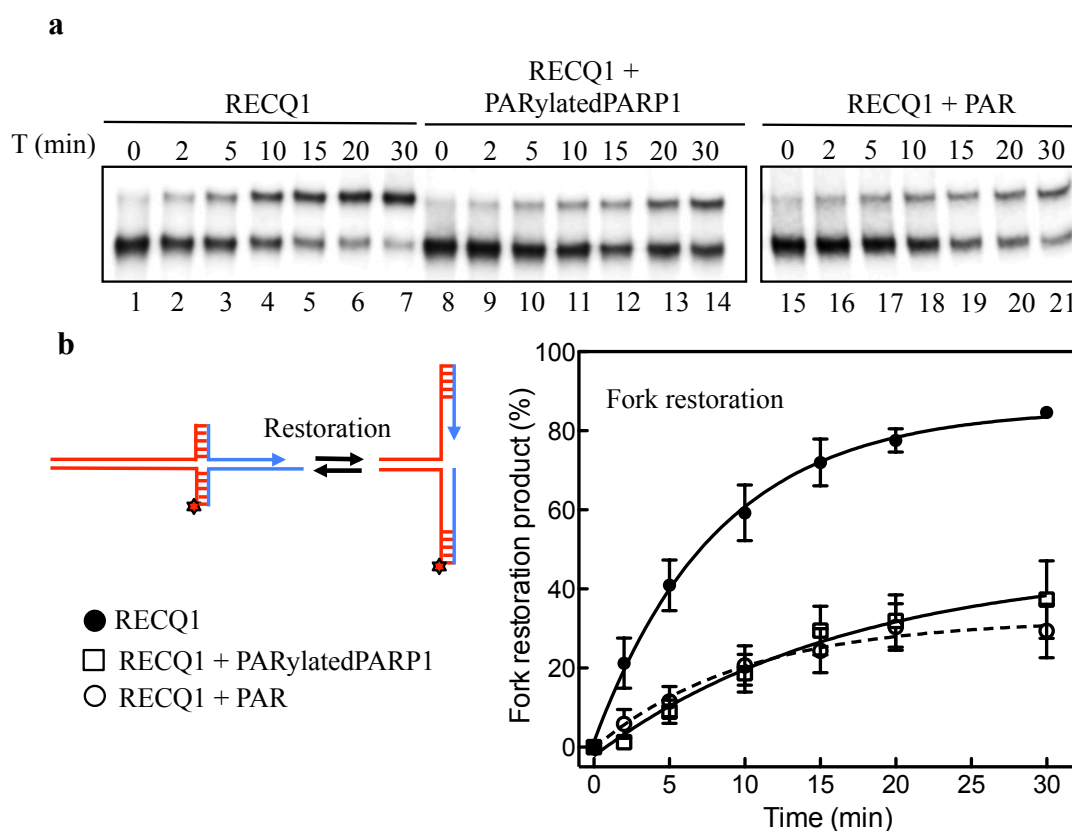 a
RECQ1
RECQ1 +
PARylatedPARP1
RECQ1 + PAR
T (min) 0 2 5 10 15 20 30 0 2 5 10 15 20 30 0 2 5 10 15 20 30
1 2 3 4 5 6 7 8 9 10 11 12 13 14 15 16 17 18 19 20 21
b
Restoration
RECQ1
RECQ1 + PARylatedPARP1
RECQ1 + PAR
Fork restoration
Fork restoration product (%)
100
80
60
40
20
0
0 5 10 15 20 25 30
Time (min)